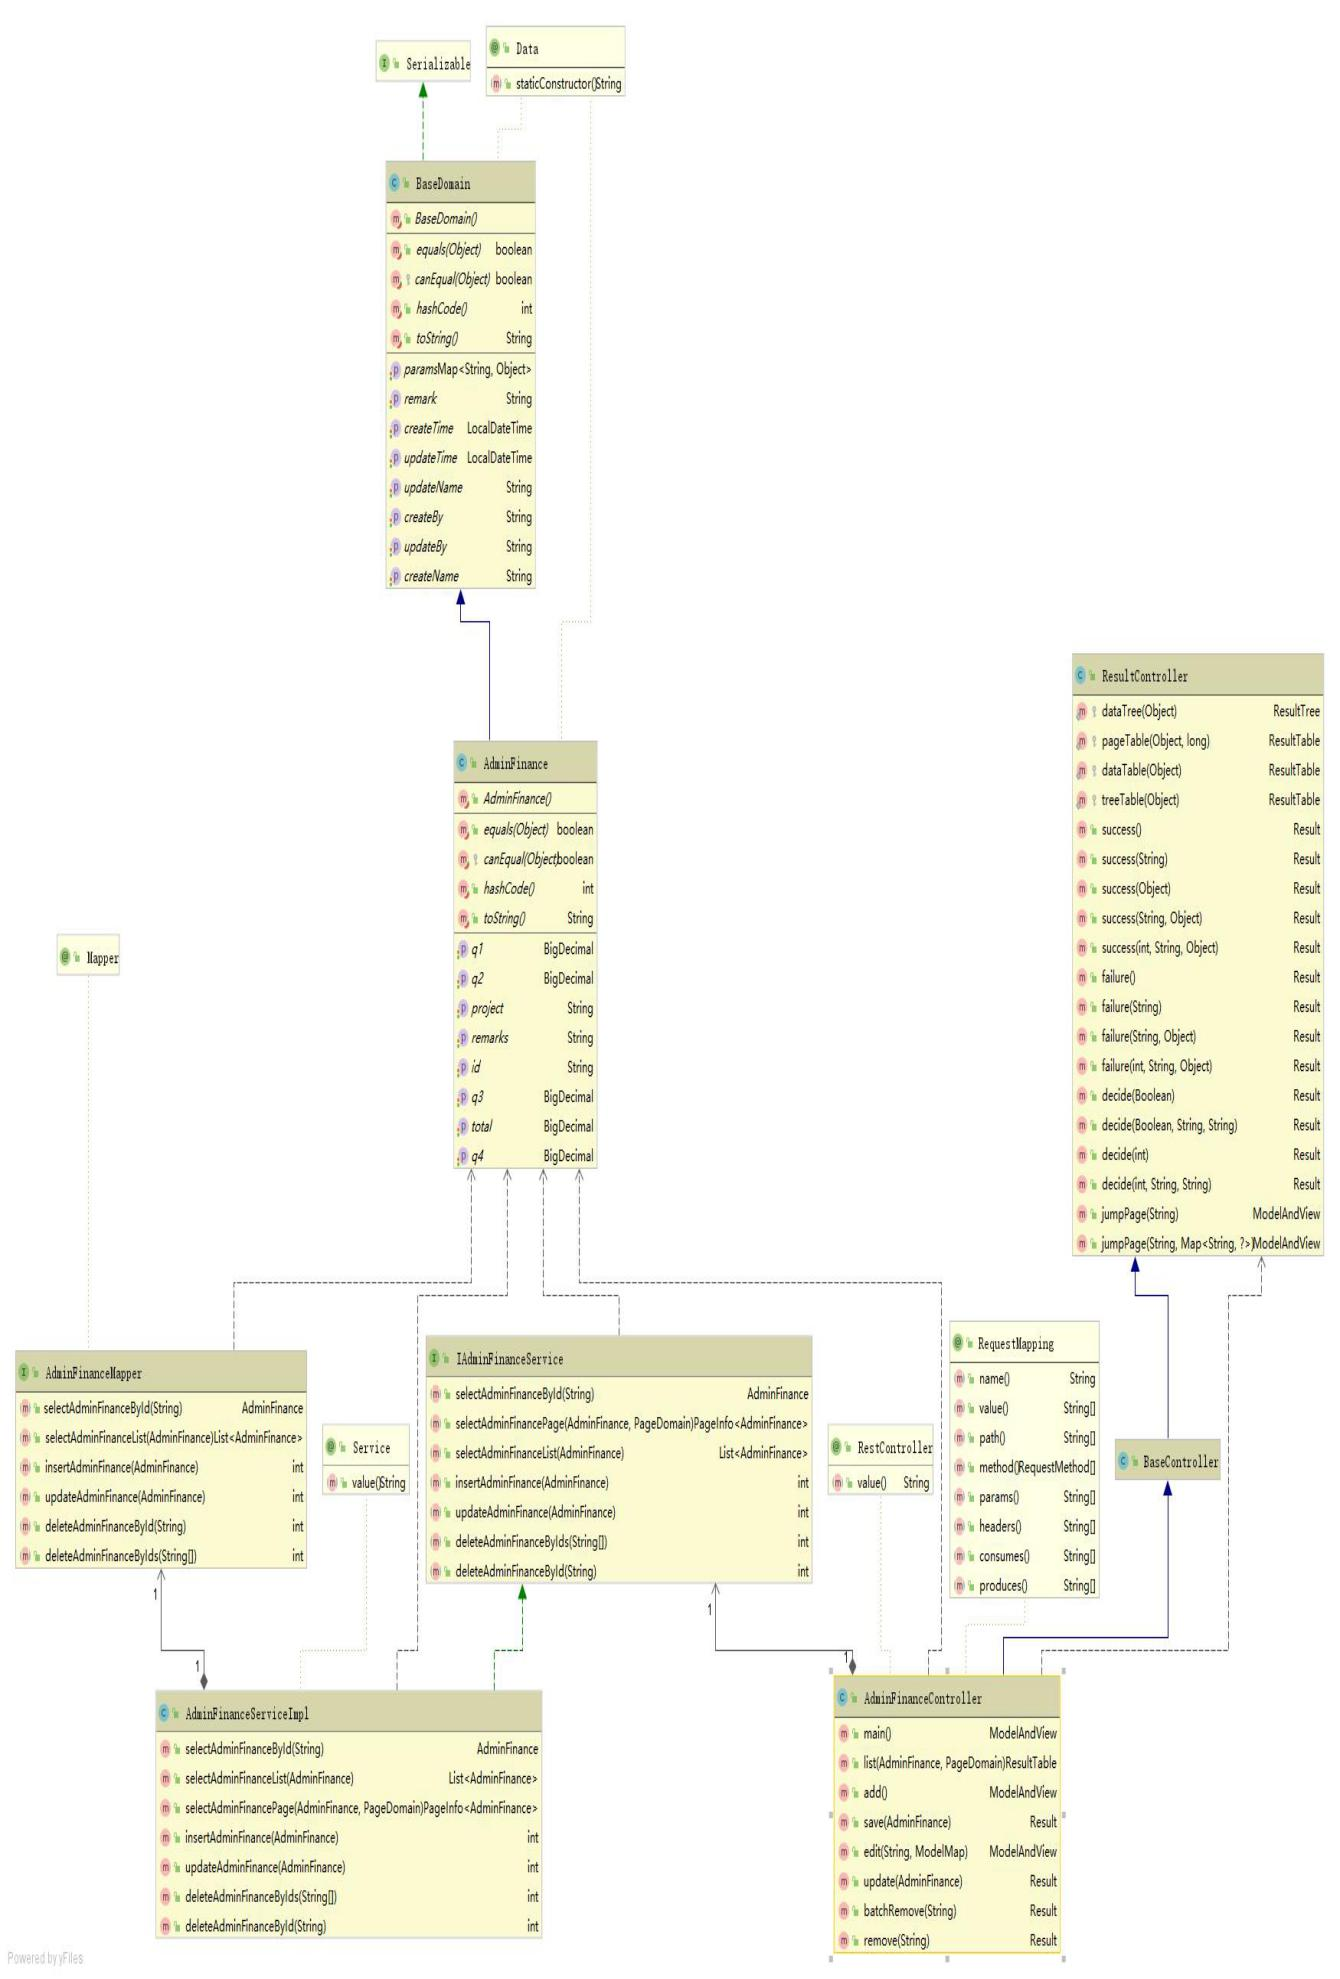 Serializable
Data
staticConstructor()String
BaseDomain
BaseDomain()
equals(Object) boolean
canEqual(Object) boolean
hashCode() int
toString() String
paramsMap<String, Object>
remark String
createTime LocalDateTime
updateTime LocalDateTime
updateName String
createBy String
updateBy String
createName String
AdminFinance
AdminFinance()
equals(Object) boolean
canEqual(Object)boolean
hashCode() int
toString() String
q1 BigDecimal
q2 BigDecimal
project String
remarks String
id String
q3 BigDecimal
total BigDecimal
q4 BigDecimal
ResultController
dataTree(Object) ResultTree
pageTable(Object, long) ResultTable
dataTable(Object) ResultTable
treeTable(Object) ResultTable
success() Result
success(String) Result
success(Object) Result
success(String, Object) Result
success(int, String, Object) Result
failure() Result
failure(String) Result
failure(String, Object) Result
failure(int, String, Object) Result
decide(Boolean) Result
decide(Boolean, String, String) Result
decide(int) Result
decide(int, String, String) Result
jumpPage(String) ModelAndView
jumpPage(String, Map<String, ?>)ModelAndView
Mapper
AdminFinanceMapper
selectAdminFinanceById(String) AdminFinance
selectAdminFinanceList(AdminFinance)List<AdminFinance>
insertAdminFinance(AdminFinance) int
updateAdminFinance(AdminFinance) int
deleteAdminFinanceById(String) int
deleteAdminFinanceByIds(String[]) int
Service
value()String
IAdminFinanceService
selectAdminFinanceById(String) AdminFinance
selectAdminFinancePage(AdminFinance, PageDomain)PageInfo<AdminFinance>
selectAdminFinanceList(AdminFinance) List<AdminFinance>
insertAdminFinance(AdminFinance) int
updateAdminFinance(AdminFinance) int
deleteAdminFinanceByIds(String[]) int
deleteAdminFinanceById(String) int
RestController
value() String
RequestMapping
name() String
value() String[]
path() String[]
method()RequestMethod[]
params() String[]
headers() String[]
consumes() String[]
produces() String[]
BaseController
1
1
1
1
AdminFinanceServiceImpl
selectAdminFinanceById(String) AdminFinance
selectAdminFinanceList(AdminFinance) List<AdminFinance>
selectAdminFinancePage(AdminFinance, PageDomain)PageInfo<AdminFinance>
insertAdminFinance(AdminFinance) int
updateAdminFinance(AdminFinance) int
deleteAdminFinanceByIds(String[]) int
deleteAdminFinanceById(String) int
AdminFinanceController
main() ModelAndView
list(AdminFinance, PageDomain)ResultTable
add() ModelAndView
save(AdminFinance) Result
edit(String, ModelMap) ModelAndView
update(AdminFinance) Result
batchRemove(String) Result
remove(String) Result
Powered by yFiles